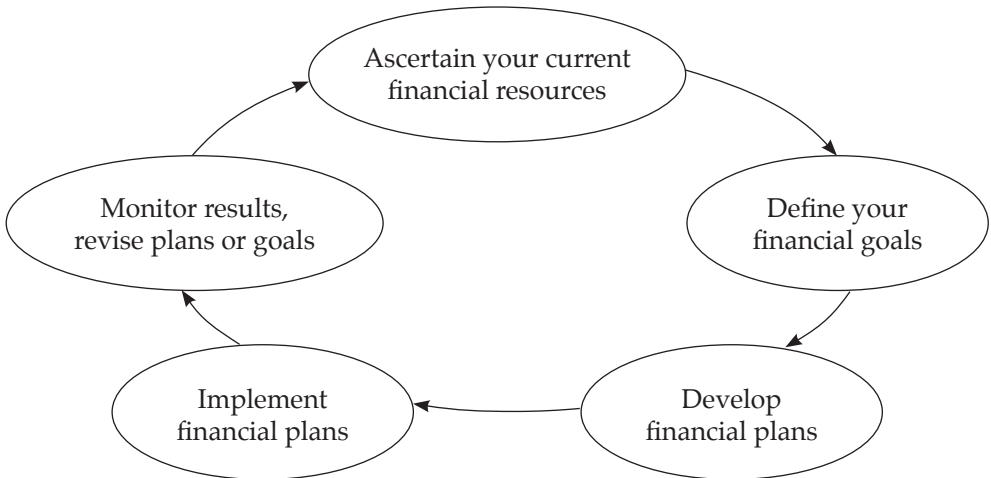 Ascertain your current
financial resources
Define your
financial goals
Develop
financial plans
Implement
financial plans
Monitor results,
revise plans or goals